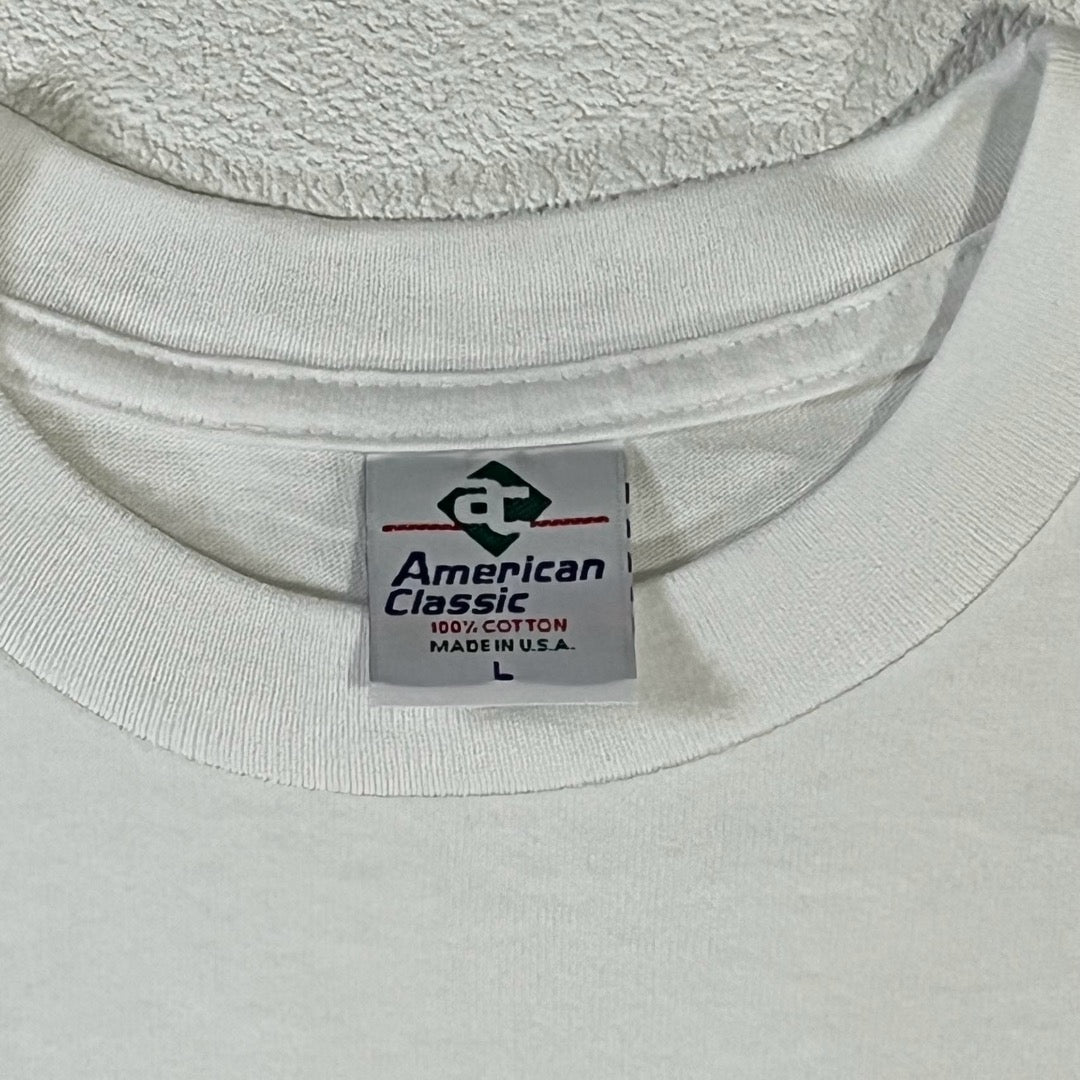 ac
American
Classic
100% COTTON
MADE IN U.S.A.
L